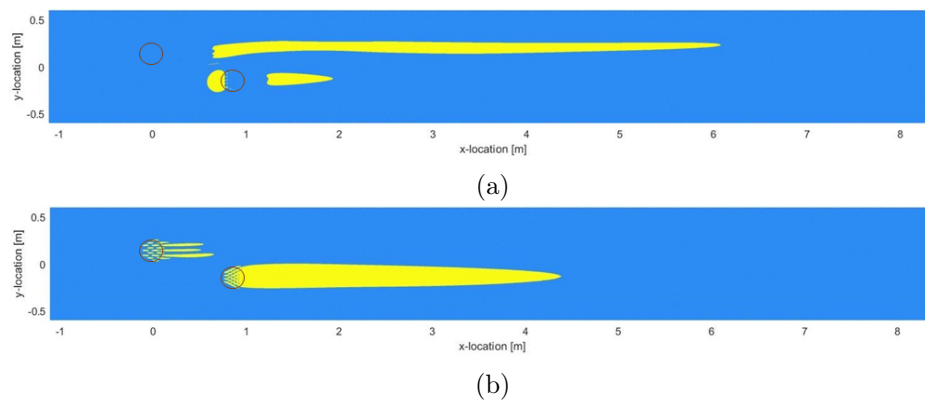 0.5
0
-0.5
y-location [m]
-1 0 1 2 3 4 5 6 7 8
x-location [m]
(a)
0.5
0
-0.5
y-location [m]
-1 0 1 2 3 4 5 6 7 8
x-location [m]
(b)